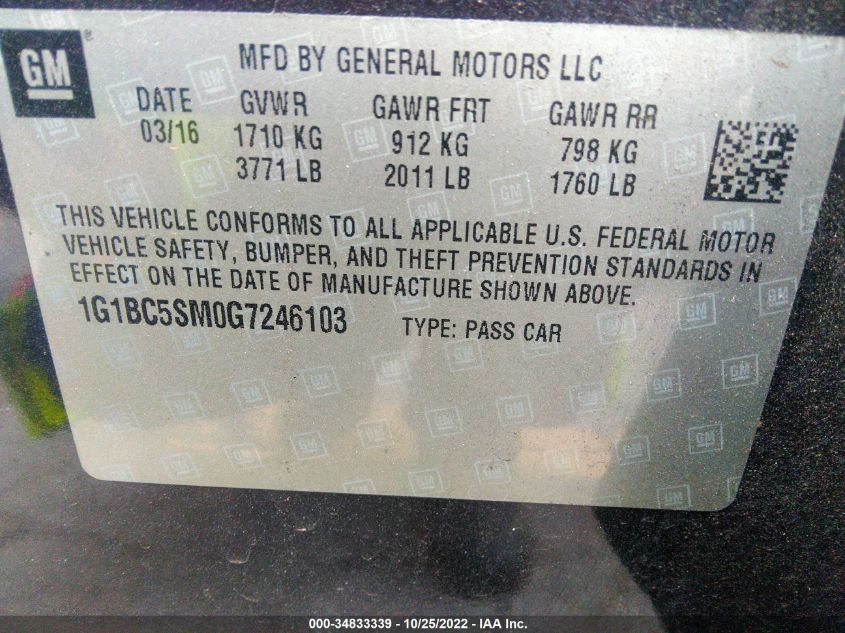 GM
MFD BY GENERAL MOTORS LLC
DATE GVWR GAWR FRT GAWR RR
03/16 1710 KG 912 KG 798 KG
3771 LB 2011 LB 1760 LB
THIS VEHICLE CONFORMS TO ALL APPLICABLE U.S. FEDERAL MOTOR
VEHICLE SAFETY, BUMPER, AND THEFT PREVENTION STANDARDS IN
EFFECT ON THE DATE OF MANUFACTURE SHOWN ABOVE.
1G1BC5SM0G7246103 TYPE: PASS CAR
000-34833339 - 10/25/2022 - IAA Inc.